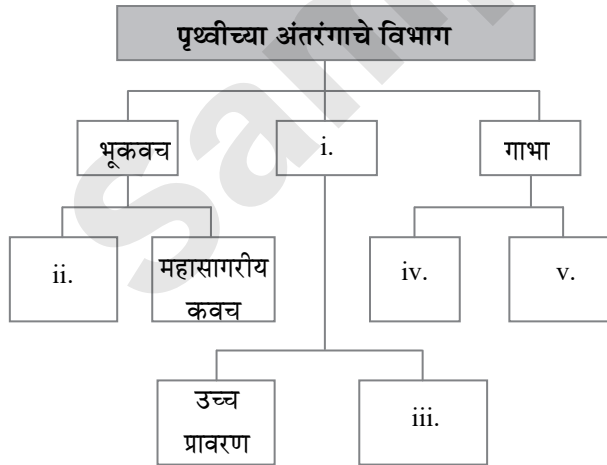 पृथ्वीच्या अंतरंगाचे विभाग
भूकवच
i.
गाभा
ii.
महासागरीय
कवच
iv.
v.
उच्च
प्रावरण
iii.